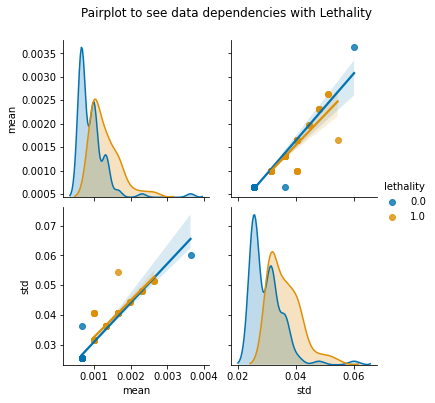 Pairplot to see data dependencies with Lethality
0.0035
0.0030
0.0025
0.0020
0.0015
0.0010
0.0005
mean
lethality
0.0
1.0
0.07
0.06
0.05
0.04
0.03
std
0.001 0.002 0.003 0.004
mean
0.02 0.04 0.06
std